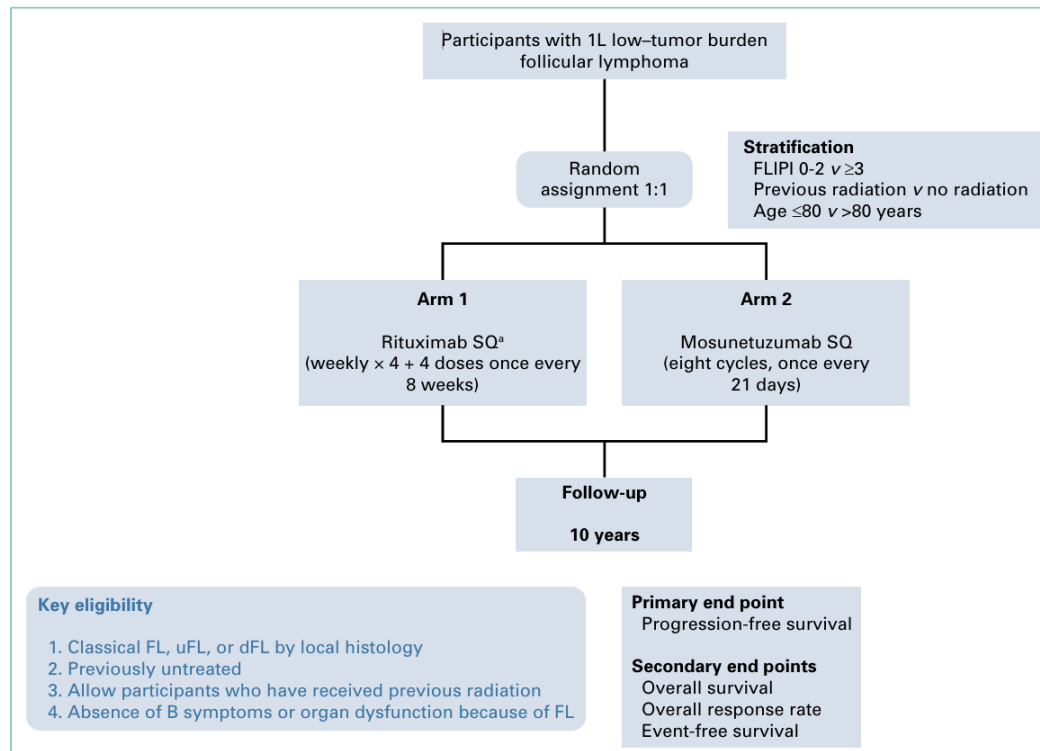 Participants with 1L low–tumor burden
follicular lymphoma
Random
assignment 1:1
Stratification
FLIPI 0-2 v ≥3
Previous radiation v no radiation
Age ≤80 v >80 years
Arm 1
Rituximab SQᵃ
(weekly × 4 + 4 doses once every
8 weeks)
Arm 2
Mosunetuzumab SQ
(eight cycles, once every
21 days)
Follow-up
10 years
Key eligibility
1. Classical FL, uFL, or dFL by local histology
2. Previously untreated
3. Allow participants who have received previous radiation
4. Absence of B symptoms or organ dysfunction because of FL
Primary end point
Progression-free survival
Secondary end points
Overall survival
Overall response rate
Event-free survival